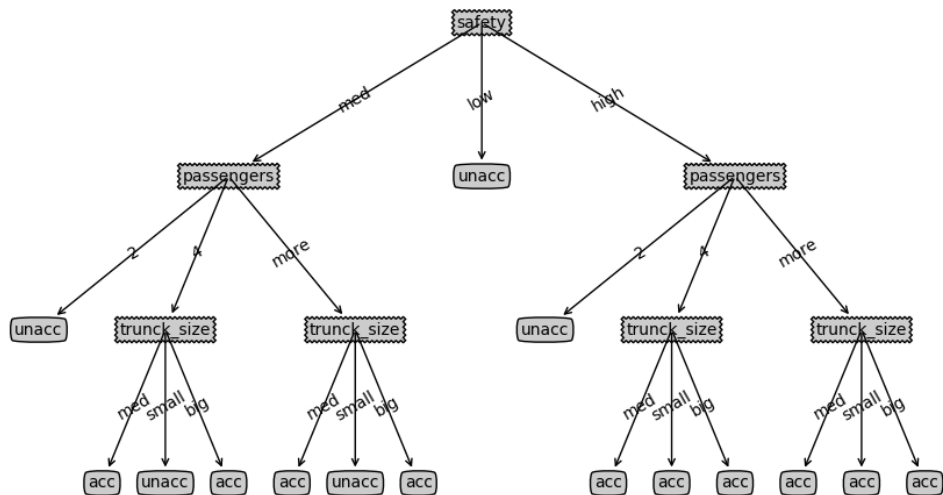 safety
med low high
passengers unacc passengers
2 4 more 2 4 more
unacc trunck_size trunck_size unacc trunck_size trunck_size
med small big med small big med small big med small big
acc unacc acc acc unacc acc acc acc acc acc acc acc